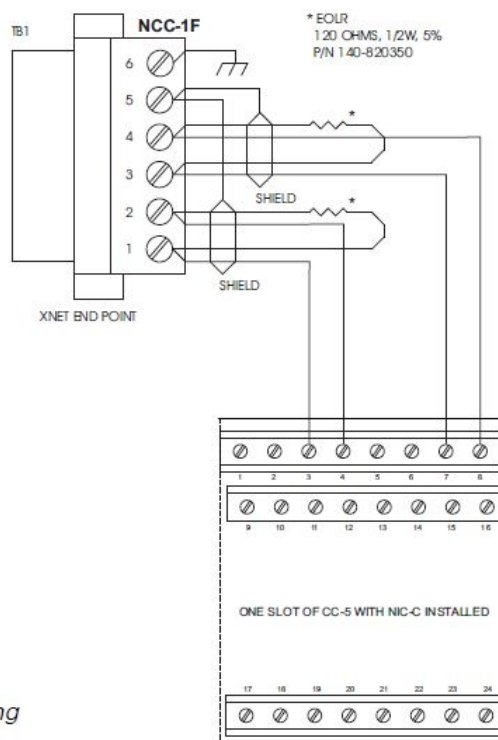 TB1
NCC-1F
* EOLR
120 OHMS, 1/2W, 5%
P/N 140-820350
6
5
4
*
3
SHIELD
2
*
1
SHIELD
XNET END POINT
1 2 3 4 5 6 7 8
9 10 11 12 13 14 15 16
ONE SLOT OF CC-5 WITH NIC-C INSTALLED
17 18 19 20 21 22 23 24
ng